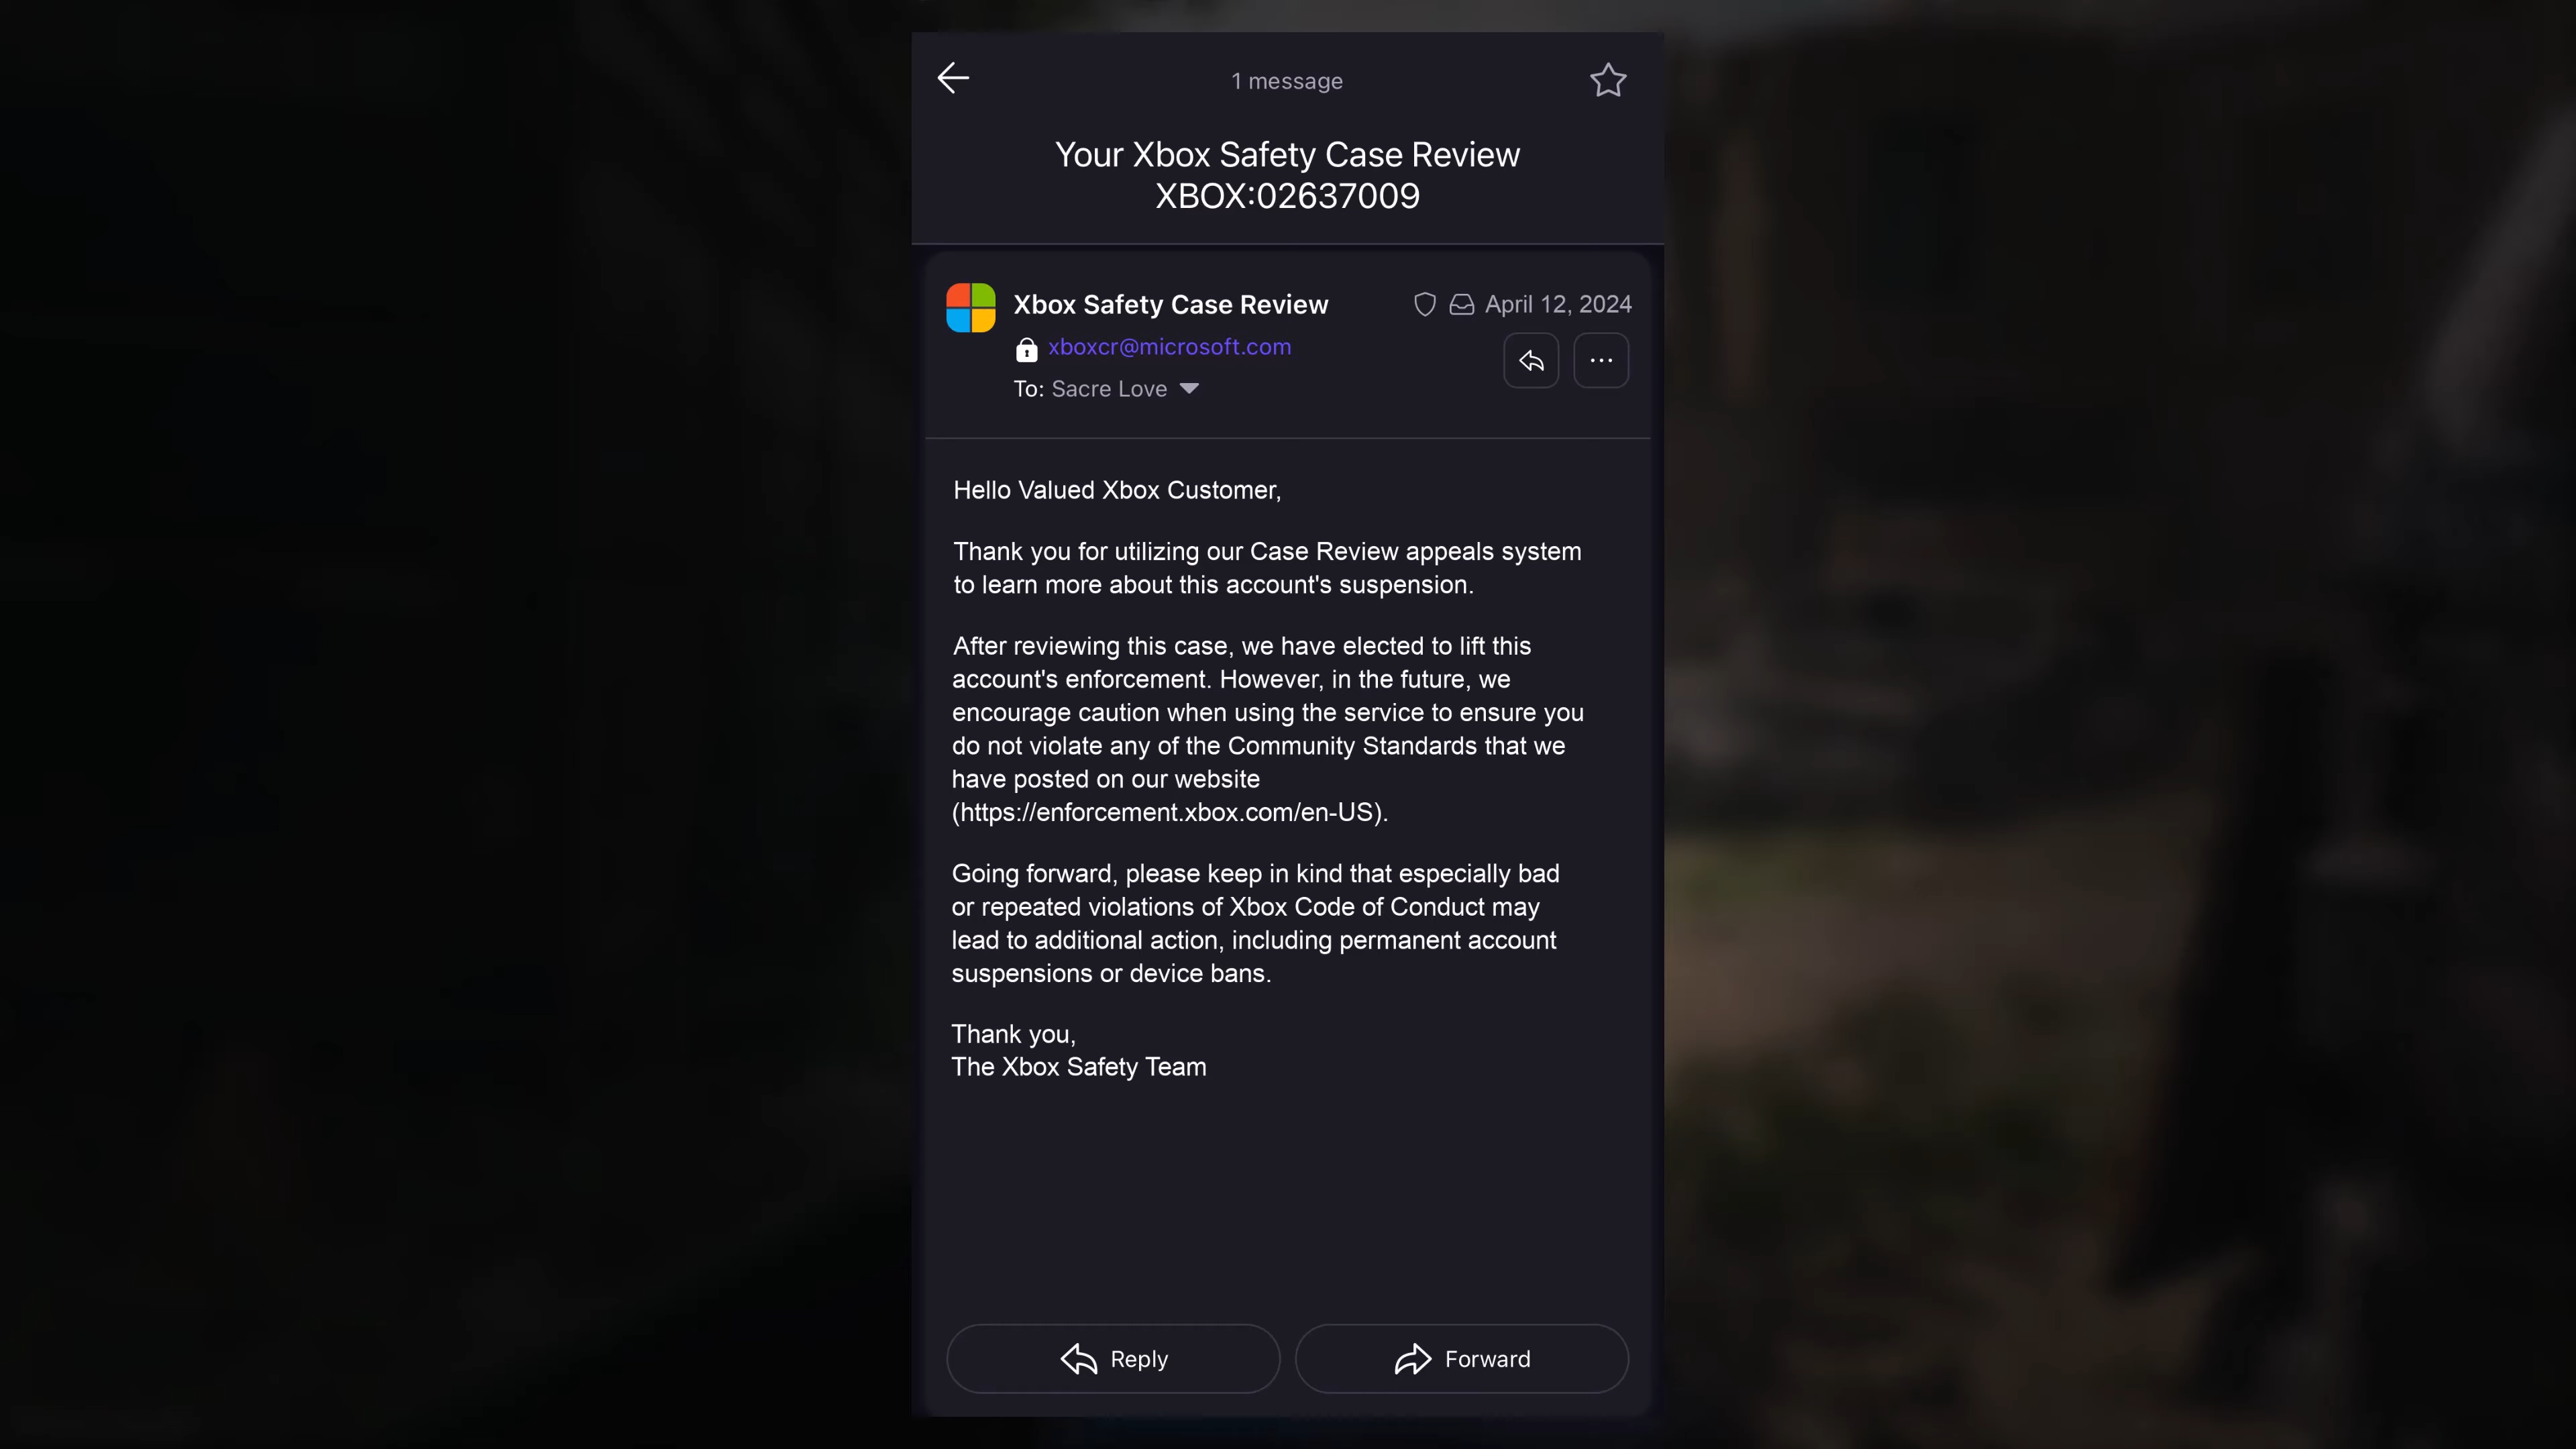 1 message
Your Xbox Safety Case Review
XBOX:02637009
Xbox Safety Case Review
April 12, 2024
xboxcr@microsoft.com
To: Sacre Love
Hello Valued Xbox Customer,
Thank you for utilizing our Case Review appeals system
to learn more about this account's suspension.
After reviewing this case, we have elected to lift this
account's enforcement. However, in the future, we
encourage caution when using the service to ensure you
do not violate any of the Community Standards that we
have posted on our website
(https://enforcement.xbox.com/en-US).
Going forward, please keep in kind that especially bad
or repeated violations of Xbox Code of Conduct may
lead to additional action, including permanent account
suspensions or device bans.
Thank you,
The Xbox Safety Team
Reply
Forward